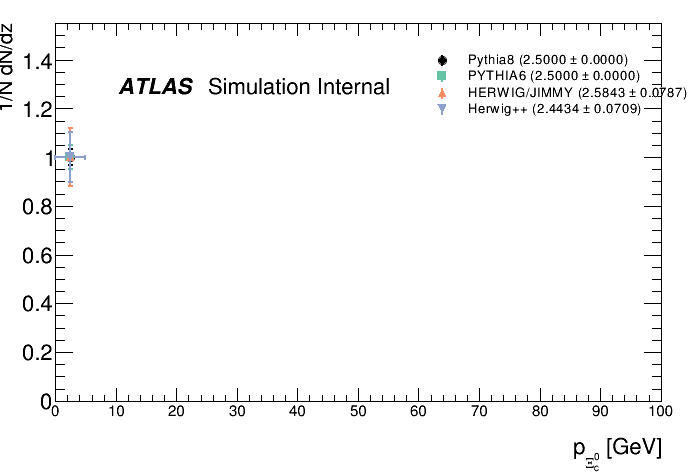 1/N dN/dz
1.4
1.2
1
0.8
0.6
0.4
0.2
0
ATLAS Simulation Internal
Pythia8 (2.5000 ± 0.0000)
PYTHIA6 (2.5000 ± 0.0000)
HERWIG/JIMMY (2.5843 ± 0.0787)
Herwig++ (2.4434 ± 0.0709)
0 10 20 30 40 50 60 70 80 90 100
p_{Ξ_c^0} [GeV]